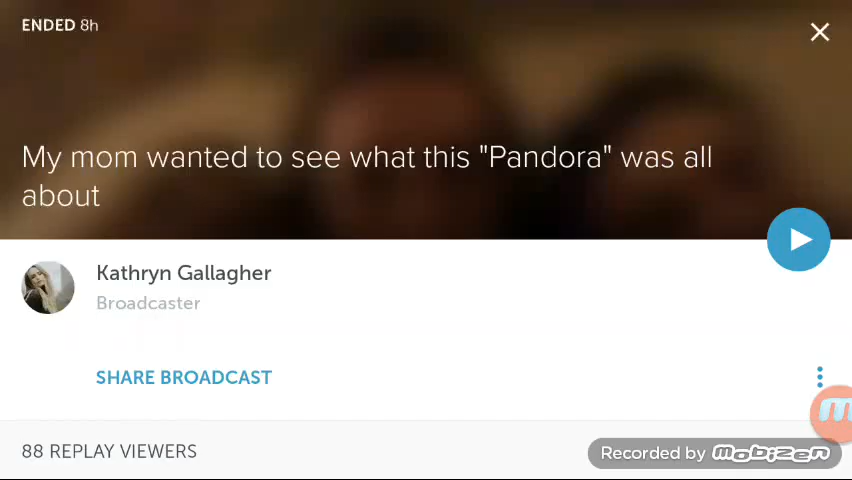 ENDED 8h
My mom wanted to see what this "Pandora" was all
about
Kathryn Gallagher
Broadcaster
SHARE BROADCAST
88 REPLAY VIEWERS
Recorded by mobizen